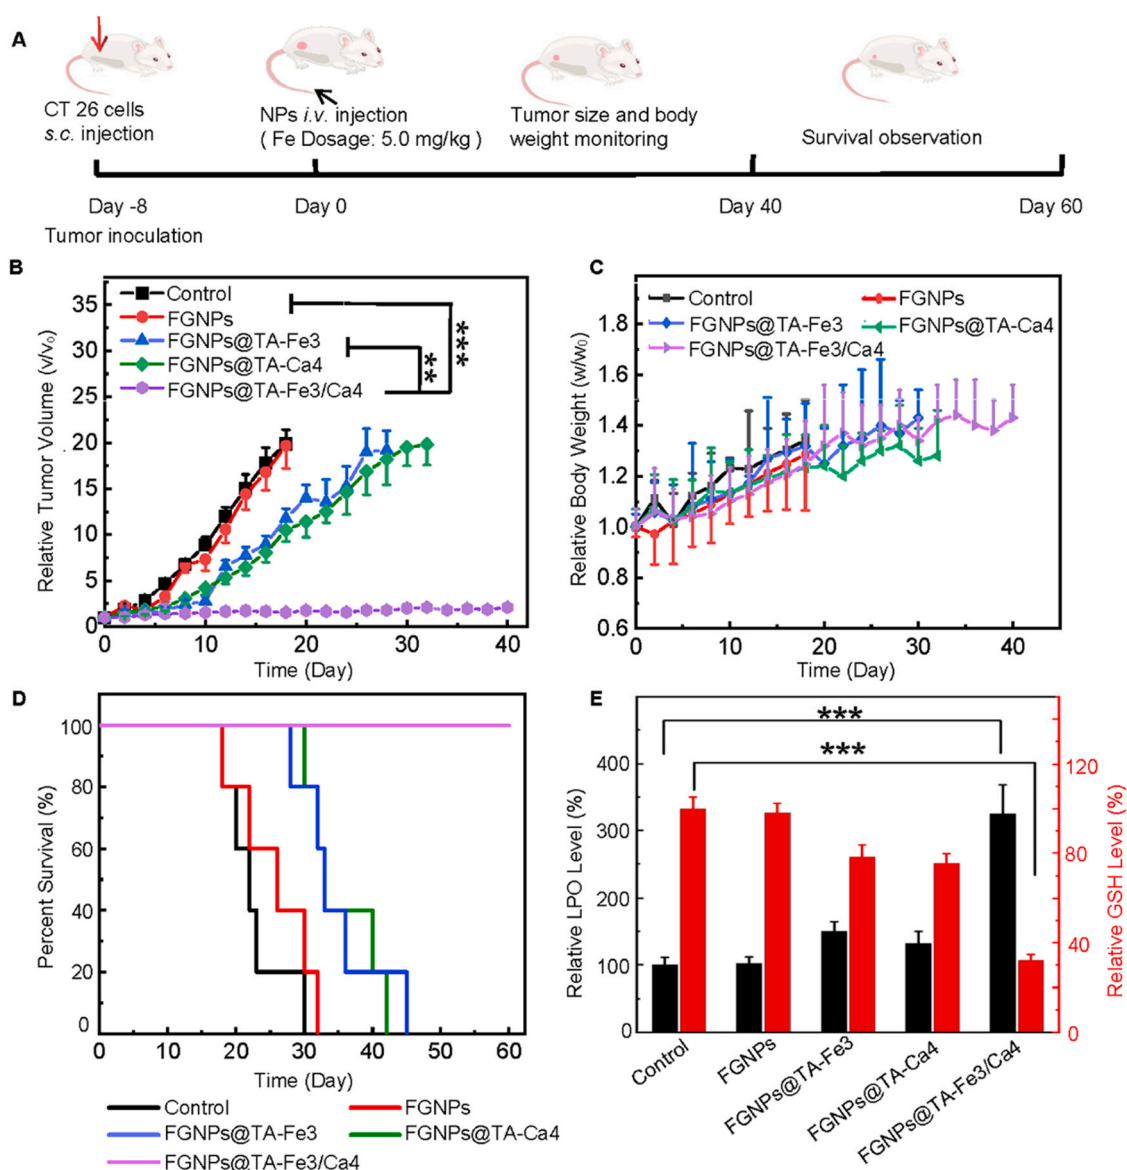 A
CT 26 cells
s.c. injection
NPs i.v. injection
( Fe Dosage: 5.0 mg/kg )
Tumor size and body
weight monitoring
Survival observation
Day -8
Day 0
Day 40
Day 60
Tumor inoculation
B
Control
FGNPs
FGNPs@TA-Fe3
FGNPs@TA-Ca4
FGNPs@TA-Fe3/Ca4
***
**
Relative Tumor Volume (v/v₀)
35
30
25
20
15
10
5
0
0 10 20 30 40
Time (Day)
C
Control FGNPs
FGNPs@TA-Fe3 FGNPs@TA-Ca4
FGNPs@TA-Fe3/Ca4
Relative Body Weight (w/w₀)
1.8
1.6
1.4
1.2
1.0
0.8
0.6
0 10 20 30 40
Time (Day)
D
Percent Survival (%)
100
80
60
40
20
0
0 10 20 30 40 50 60
Time (Day)
Control FGNPs
FGNPs@TA-Fe3 FGNPs@TA-Ca4
FGNPs@TA-Fe3/Ca4
E
***
***
Relative LPO Level (%)
400
300
200
100
0
Relative GSH Level (%)
120
80
40
0
Control
FGNPs
FGNPs@TA-Fe3
FGNPs@TA-Ca4
FGNPs@TA-Fe3/Ca4